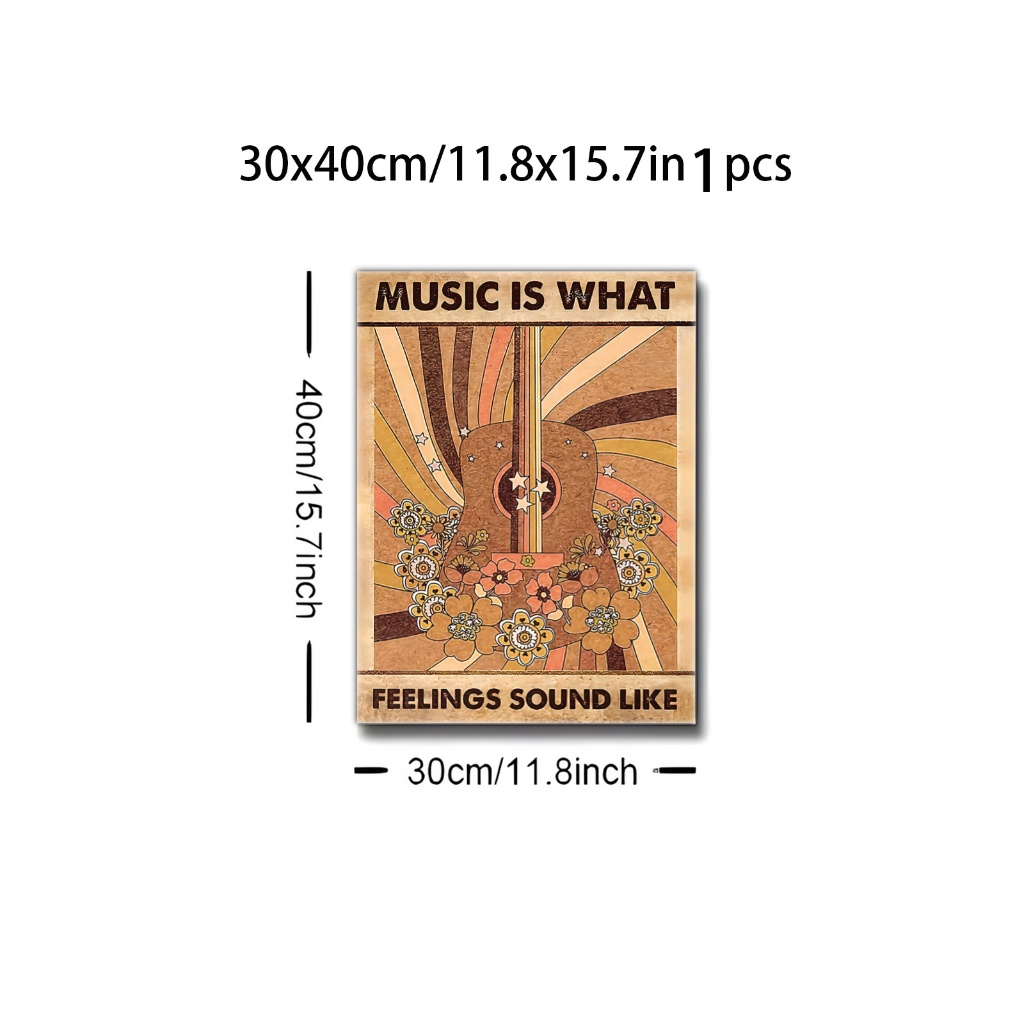 30x40cm/11.8x15.7in 1 pcs
MUSIC IS WHAT
40cm/15.7inch
FEELINGS SOUND LIKE
30cm/11.8inch